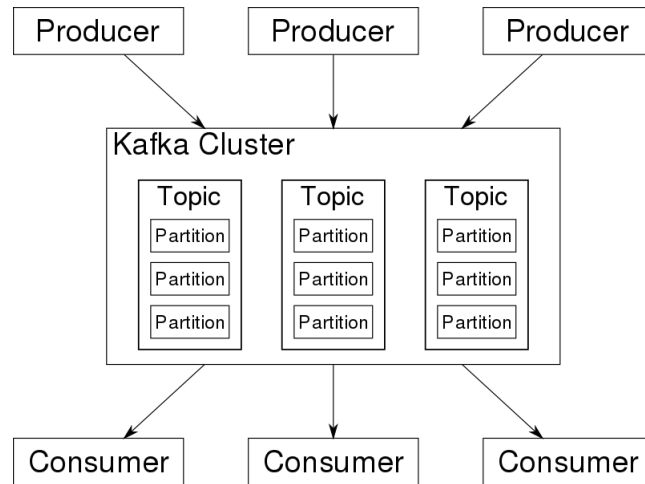 Producer Producer Producer
Kafka Cluster
Topic Topic Topic
Partition Partition Partition
Partition Partition Partition
Partition Partition Partition
Consumer Consumer Consumer